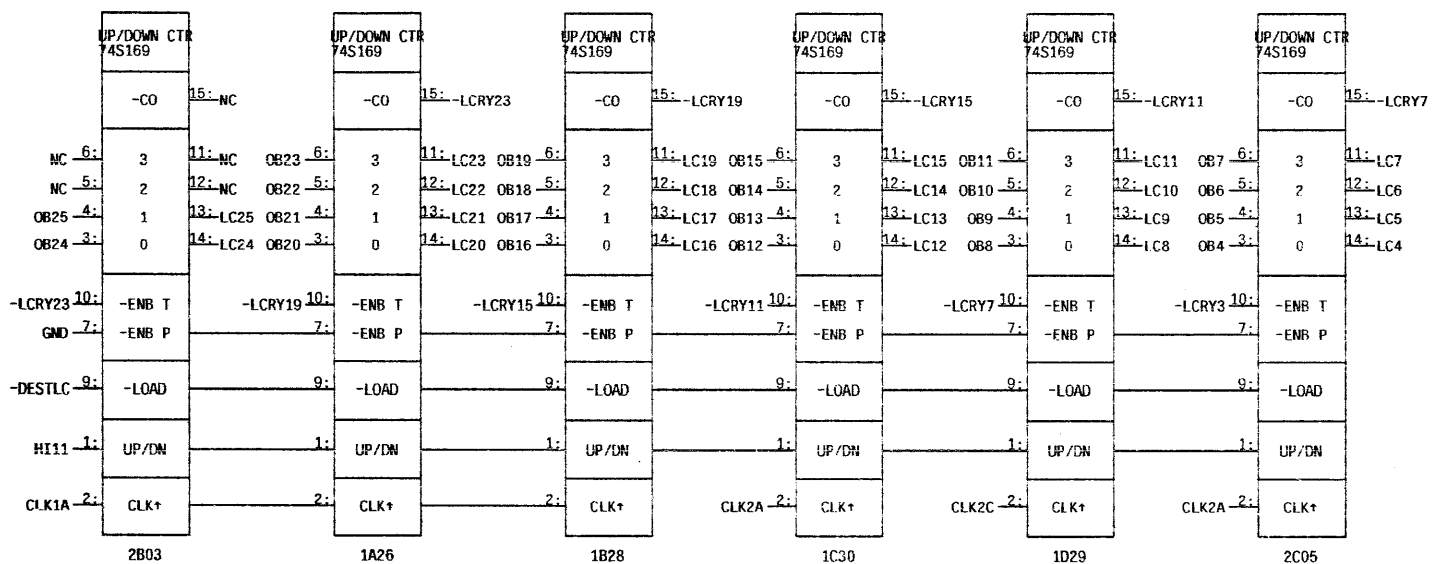 UP/DOWN CTR UP/DOWN CTR UP/DOWN CTR UP/DOWN CTR UP/DOWN CTR UP/DOWN CTR
74S169 74S169 74S169 74S169 74S169 74S169
-CO 15: NC -CO 15: -LCRY23 -CO 15: -LCRY19 -CO 15: -LCRY15 -CO 15: -LCRY11 -CO 15: -LCRY7
NC 6: 3 11: NC OB23 6: 3 11: LC23 OB19 6: 3 11: LC19 OB15 6: 3 11: LC15 OB11 6: 3 11: LC11 OB7 6: 3 11: LC7
NC 5: 2 12: NC OB22 5: 2 12: LC22 OB18 5: 2 12: LC18 OB14 5: 2 12: LC14 OB10 5: 2 12: LC10 OB6 5: 2 12: LC6
OB25 4: 1 13: LC25 OB21 4: 1 13: LC21 OB17 4: 1 13: LC17 OB13 4: 1 13: LC13 OB9 4: 1 13: LC9 OB5 4: 1 13: LC5
OB24 3: 0 14: LC24 OB20 3: 0 14: LC20 OB16 3: 0 14: LC16 OB12 3: 0 14: LC12 OB8 3: 0 14: LC8 OB4 3: 0 14: LC4
-LCRY23 10: -ENB T -LCRY19 10: -ENB T -LCRY15 10: -ENB T -LCRY11 10: -ENB T -LCRY7 10: -ENB T -LCRY3 10: -ENB T
GND 7: -ENB P 7: -ENB P 7: -ENB P 7: -ENB P 7: -ENB P 7: -ENB P
-DESTLC 9: -LOAD 9: -LOAD 9: -LOAD 9: -LOAD 9: -LOAD 9: -LOAD
HI11 1: UP/DN 1: UP/DN 1: UP/DN 1: UP/DN 1: UP/DN 1: UP/DN
CLK1A 2: CLK↑ 2: CLK↑ 2: CLK↑ CLK2A 2: CLK↑ CLK2C 2: CLK↑ CLK2A 2: CLK↑
2B03 1A26 1B28 1C30 1D29 2C05